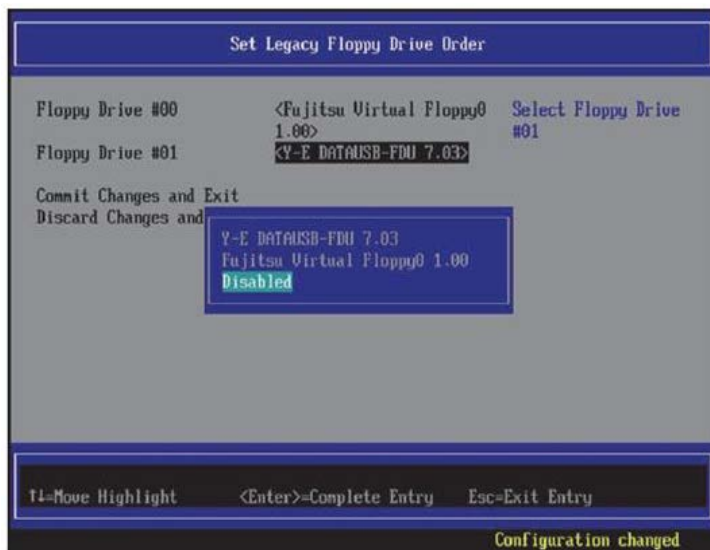 Set Legacy Floppy Drive Order
Floppy Drive #00
<Fujitsu Virtual Floppy0
1.00>
Select Floppy Drive
#01
Floppy Drive #01
<Y-E DATAUSB-FDU 7.03>
Commit Changes and Exit
Discard Changes and
Y-E DATAUSB-FDU 7.03
Fujitsu Virtual Floppy0 1.00
Disabled
↑↓=Move Highlight
<Enter>=Complete Entry
Esc=Exit Entry
Configuration changed